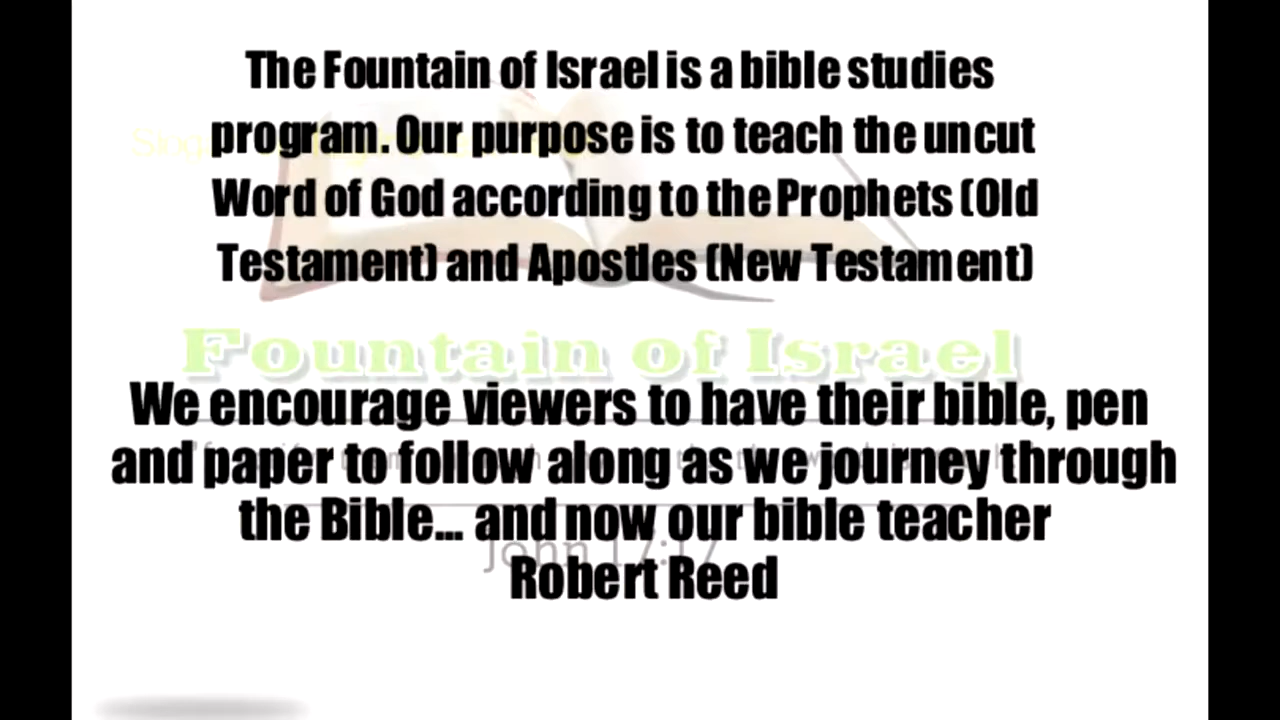 The Fountain of Israel is a bible studies
program. Our purpose is to teach the uncut
Word of God according to the Prophets (Old
Testament) and Apostles (New Testament)
Fountain of Israel
We encourage viewers to have their bible, pen
and paper to follow along as we journey through
the Bible... and now our bible teacher
John 17:17
Robert Reed